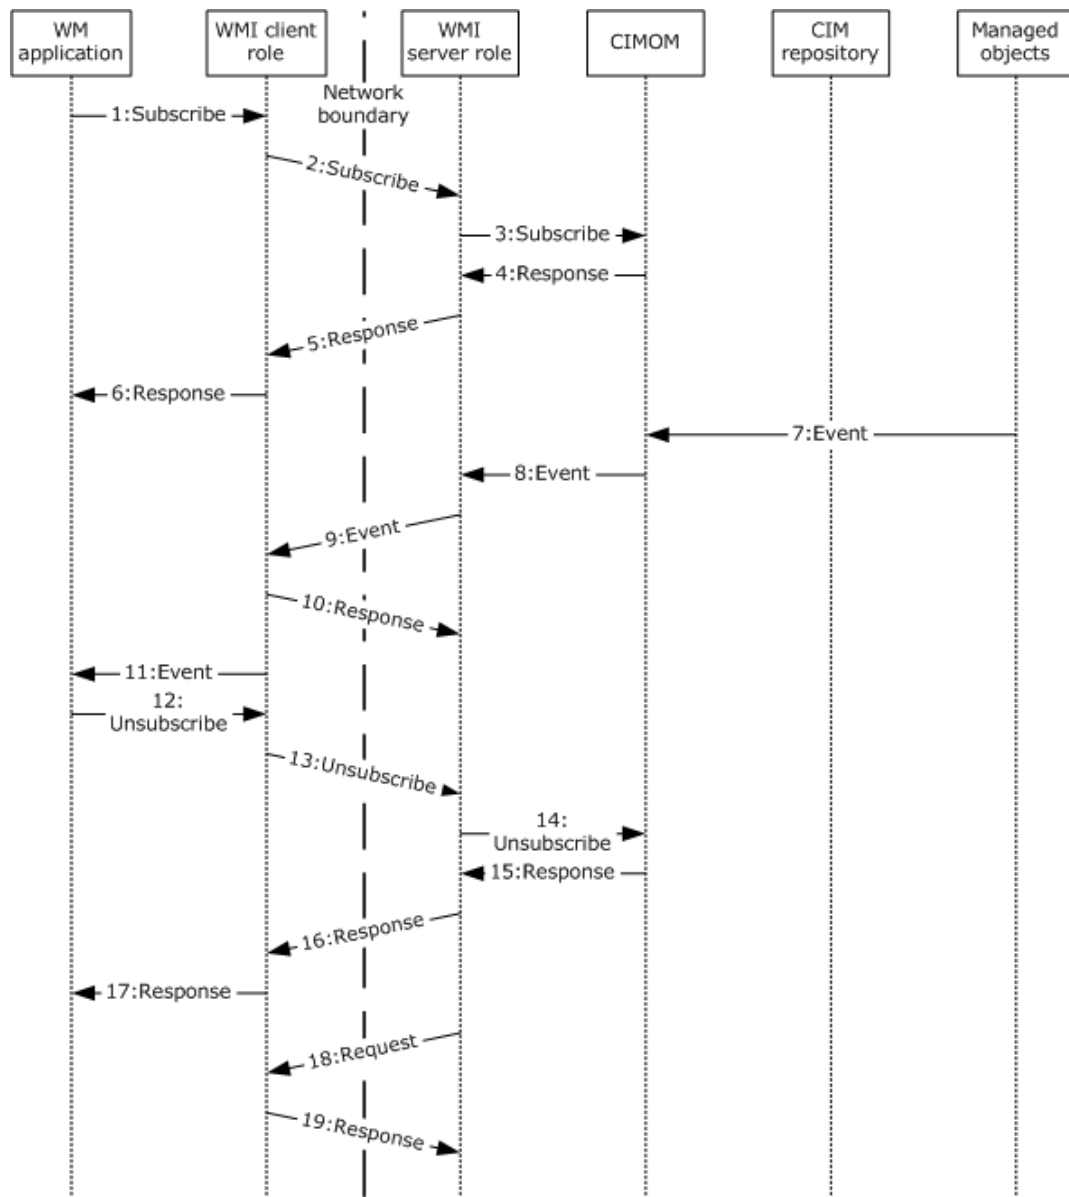 WM
application
WMI client
role
WMI
server role
CIMOM
CIM
repository
Managed
objects
Network
boundary
1:Subscribe
2:Subscribe
3:Subscribe
4:Response
5:Response
6:Response
7:Event
8:Event
9:Event
10:Response
11:Event
12:
Unsubscribe
13:Unsubscribe
14:
Unsubscribe
15:Response
16:Response
17:Response
18:Request
19:Response